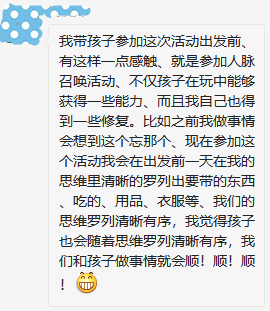 我带孩子参加这次活动出发前、
有这样一点感触、就是参加人脉
召唤活动、不仅孩子在玩中能够
获得一些能力、而且我自己也得
到一些修复。比如之前我做事情
会想到这个忘那个、现在参加这
个活动我会在出发前一天在我的
思维里清晰的罗列出要带的东西
、吃的、用品、衣服等、我们的
思维罗列清晰有序，我觉得孩子
也会随着思维罗列清晰有序，我
们和孩子做事情就会顺！顺！顺
！